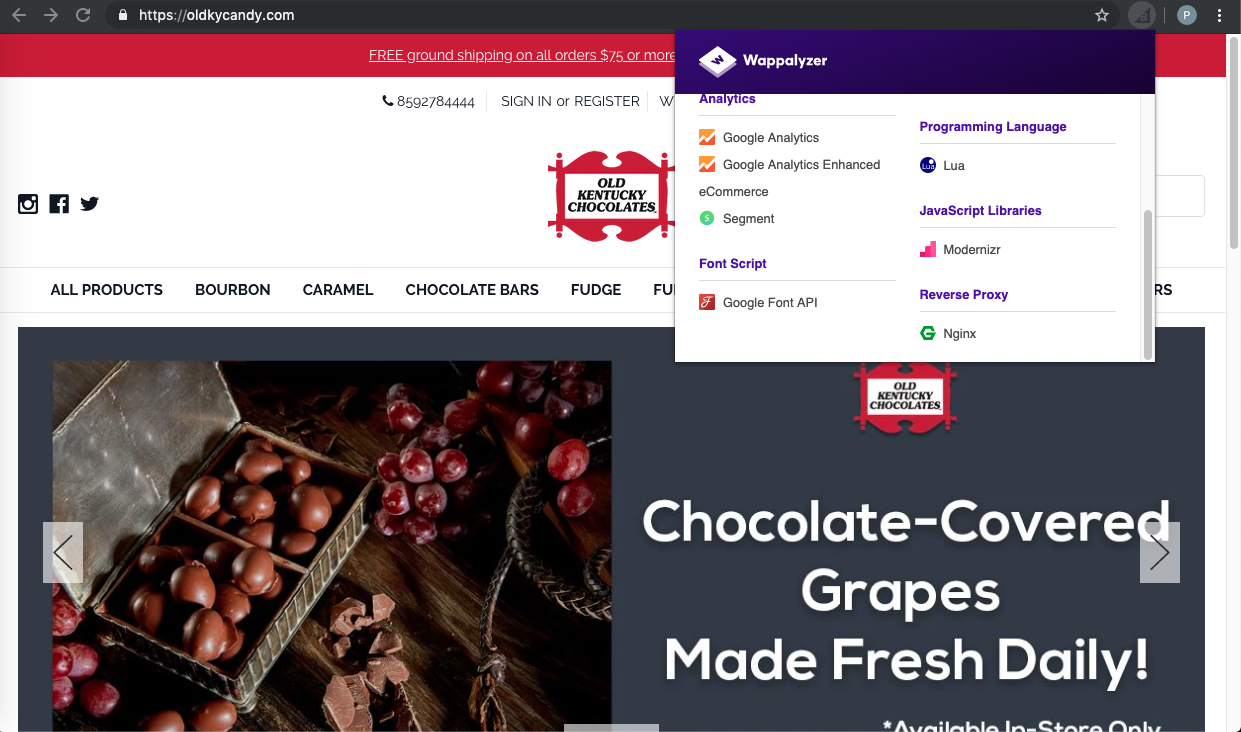 https://oldkycandy.com
P
FREE ground shipping on all orders $75 or more
8592784444
SIGN IN or REGISTER
W
OLD
KENTUCKY
CHOCOLATES
ALL PRODUCTS
BOURBON
CARAMEL
CHOCOLATE BARS
FUDGE
FU
RS
Wappalyzer
Analytics
Google Analytics
Google Analytics Enhanced
eCommerce
Segment
Font Script
Google Font API
Programming Language
Lua
JavaScript Libraries
Modernizr
Reverse Proxy
Nginx
OLD
KENTUCKY
CHOCOLATES
Chocolate-Covered
Grapes
Made Fresh Daily!
*Available In-Store Only